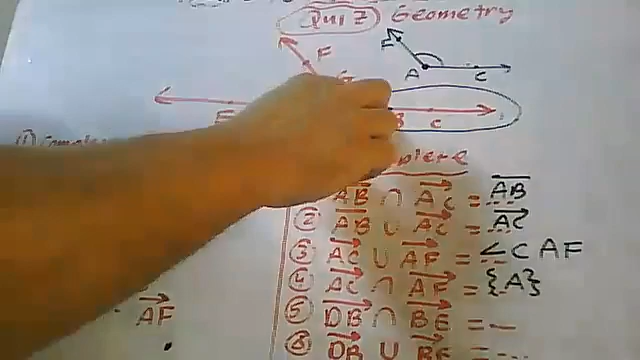 Quiz Geometry
F
F
A
C
E
B C
AB ∩ AC = AB
② AB ∪ AC = AC
③ AC ∪ AF = ∠CAF
④ AC ∩ AF = {A}
⑤ DB ∩ BE = ---
⑥ DB ∪ BE = ---
AF